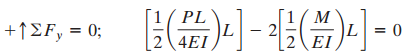 +↑ΣF_y = 0;   [1/2(PL/4EI)L] − 2[1/2(M/EI)L] = 0